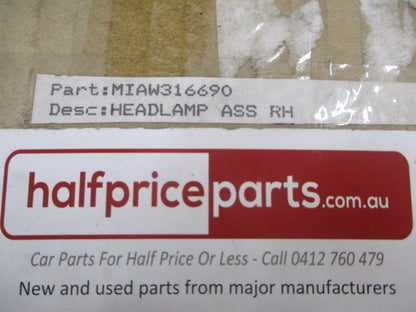 Part:MIAW316690
Desc:HEADLAMP ASS RH
halfpriceparts.com.au
Car Parts For Half Price Or Less - Call 0412 760 479
New and used parts from major manufacturers